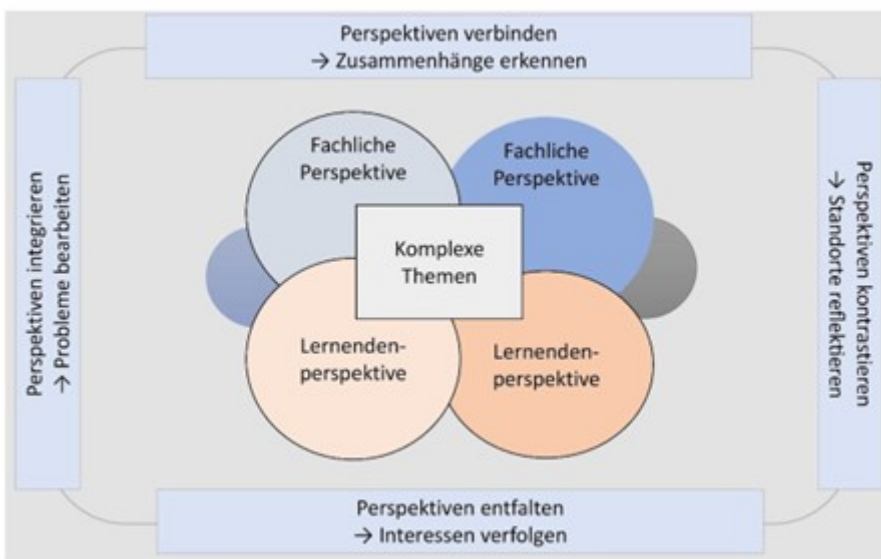 Perspektiven verbinden
→ Zusammenhänge erkennen
Perspektiven integrieren
→ Probleme bearbeiten
Fachliche
Perspektive
Fachliche
Perspektive
Komplexe
Themen
Lernenden-
perspektive
Lernenden-
perspektive
Perspektiven kontrastieren
→ Standorte reflektieren
Perspektiven entfalten
→ Interessen verfolgen